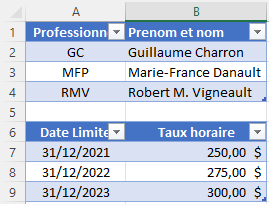 A B
1 Professionn Prenom et nom
2 GC Guillaume Charron
3 MFP Marie-France Danault
4 RMV Robert M. Vigneault
5
6 Date Limite Taux horaire
7 31/12/2021 250,00 $
8 31/12/2022 275,00 $
9 31/12/2023 300,00 $